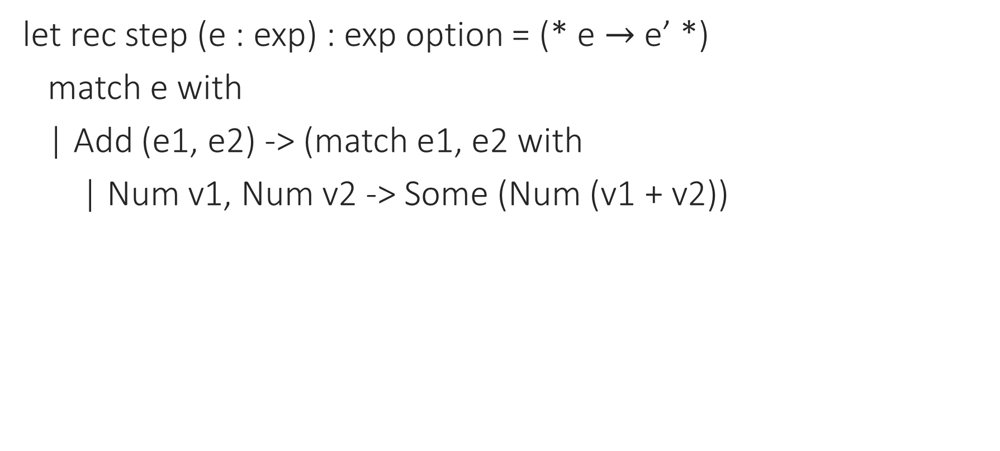 let rec step (e : exp) : exp option = (* e → e’ *)
match e with
| Add (e1, e2) -> (match e1, e2 with
| Num v1, Num v2 -> Some (Num (v1 + v2))